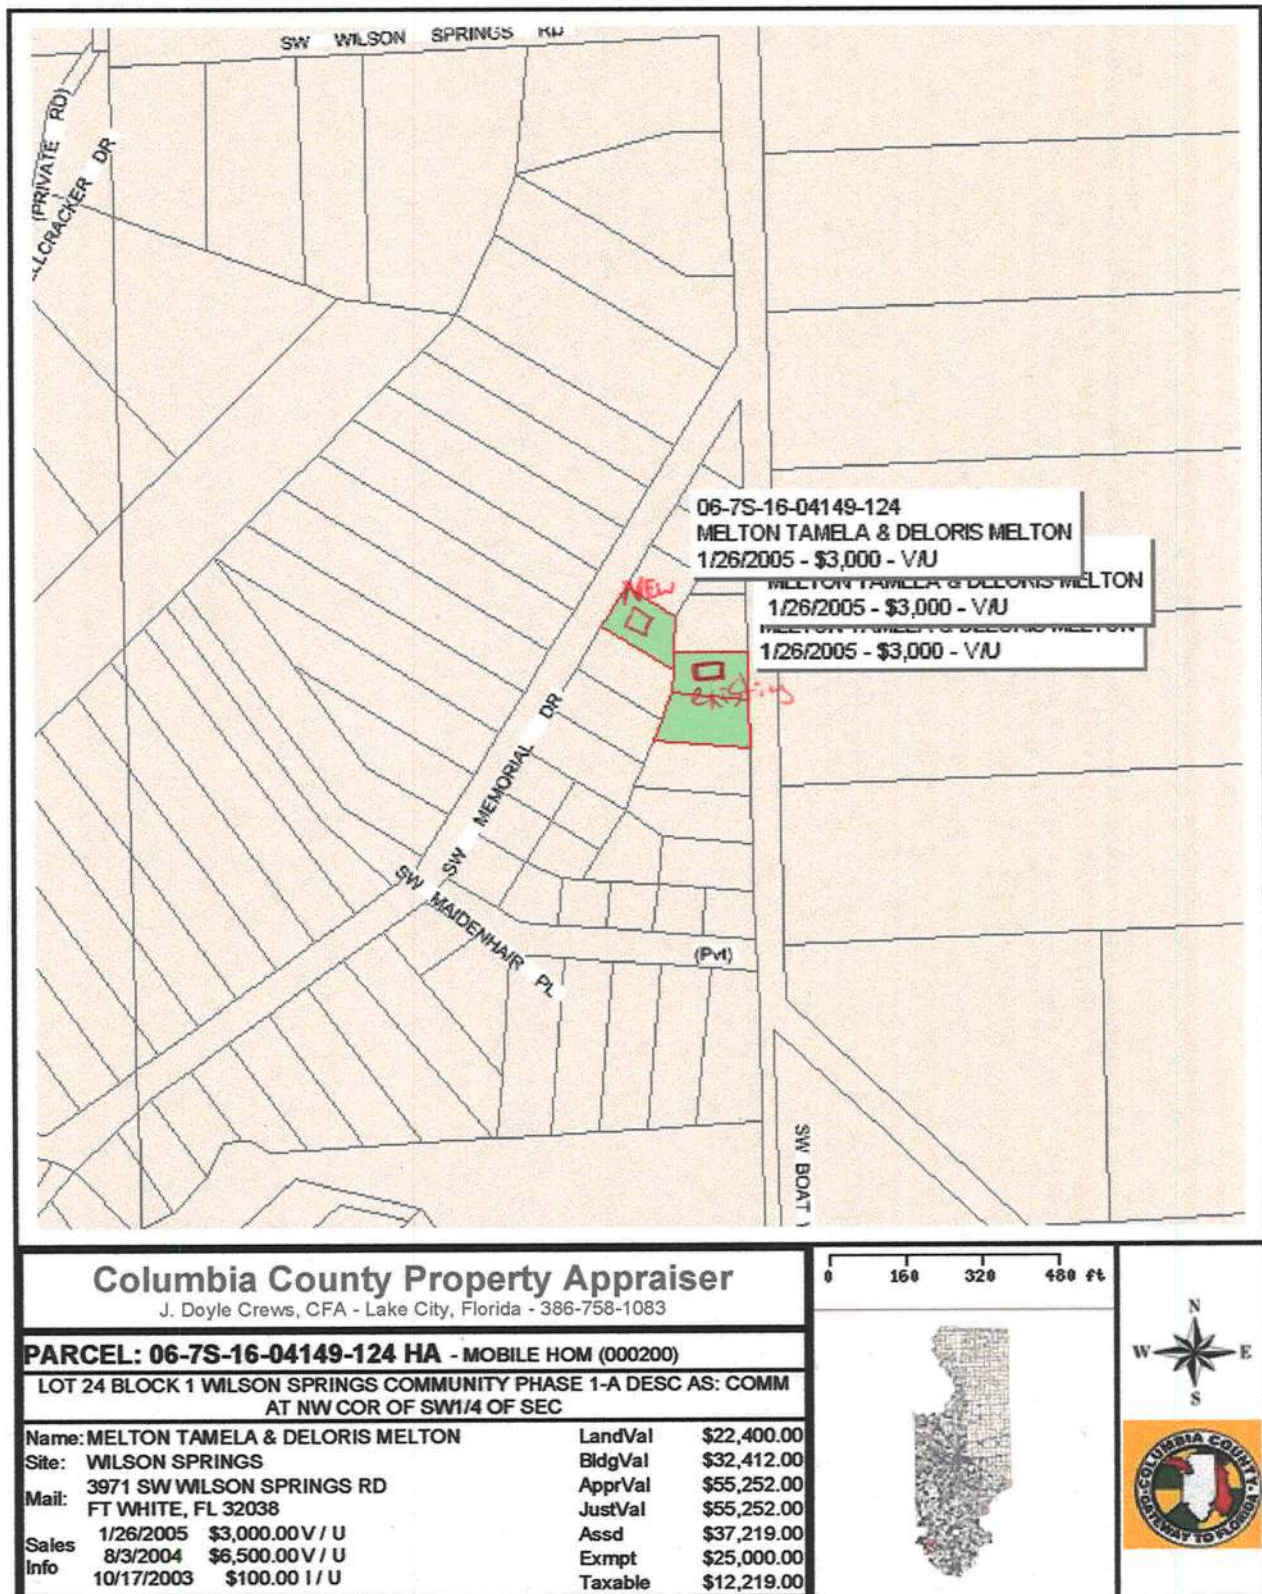 SW WILSON SPRINGS RD
(PRIVATE RD)
LLCRACKER DR
06-7S-16-04149-124
MELTON TAMELA & DELORIS MELTON
1/26/2005 - $3,000 - V/U
MELTON TAMELA & DELORIS MELTON
1/26/2005 - $3,000 - V/U
MELTON TAMELA & DELORIS MELTON
1/26/2005 - $3,000 - V/U
NEW
existing
SW MEMORIAL DR
SW MAIDENHAIR PL
(Pvt)
SW BOAT
Columbia County Property Appraiser
J. Doyle Crews, CFA - Lake City, Florida - 386-758-1083
PARCEL: 06-7S-16-04149-124 HA - MOBILE HOM (000200)
LOT 24 BLOCK 1 WILSON SPRINGS COMMUNITY PHASE 1-A DESC AS: COMM
AT NW COR OF SW1/4 OF SEC
Name: MELTON TAMELA & DELORIS MELTON LandVal $22,400.00
Site: WILSON SPRINGS BldgVal $32,412.00
Mail: 3971 SW WILSON SPRINGS RD ApprVal $55,252.00
FT WHITE, FL 32038 JustVal $55,252.00
Sales Info 1/26/2005 $3,000.00 V / U Assd $37,219.00
8/3/2004 $6,500.00 V / U Exmpt $25,000.00
10/17/2003 $100.00 I / U Taxable $12,219.00
0 160 320 480 ft
N
W E
S
COLUMBIA COUNTY
GATEWAY TO FLORIDA